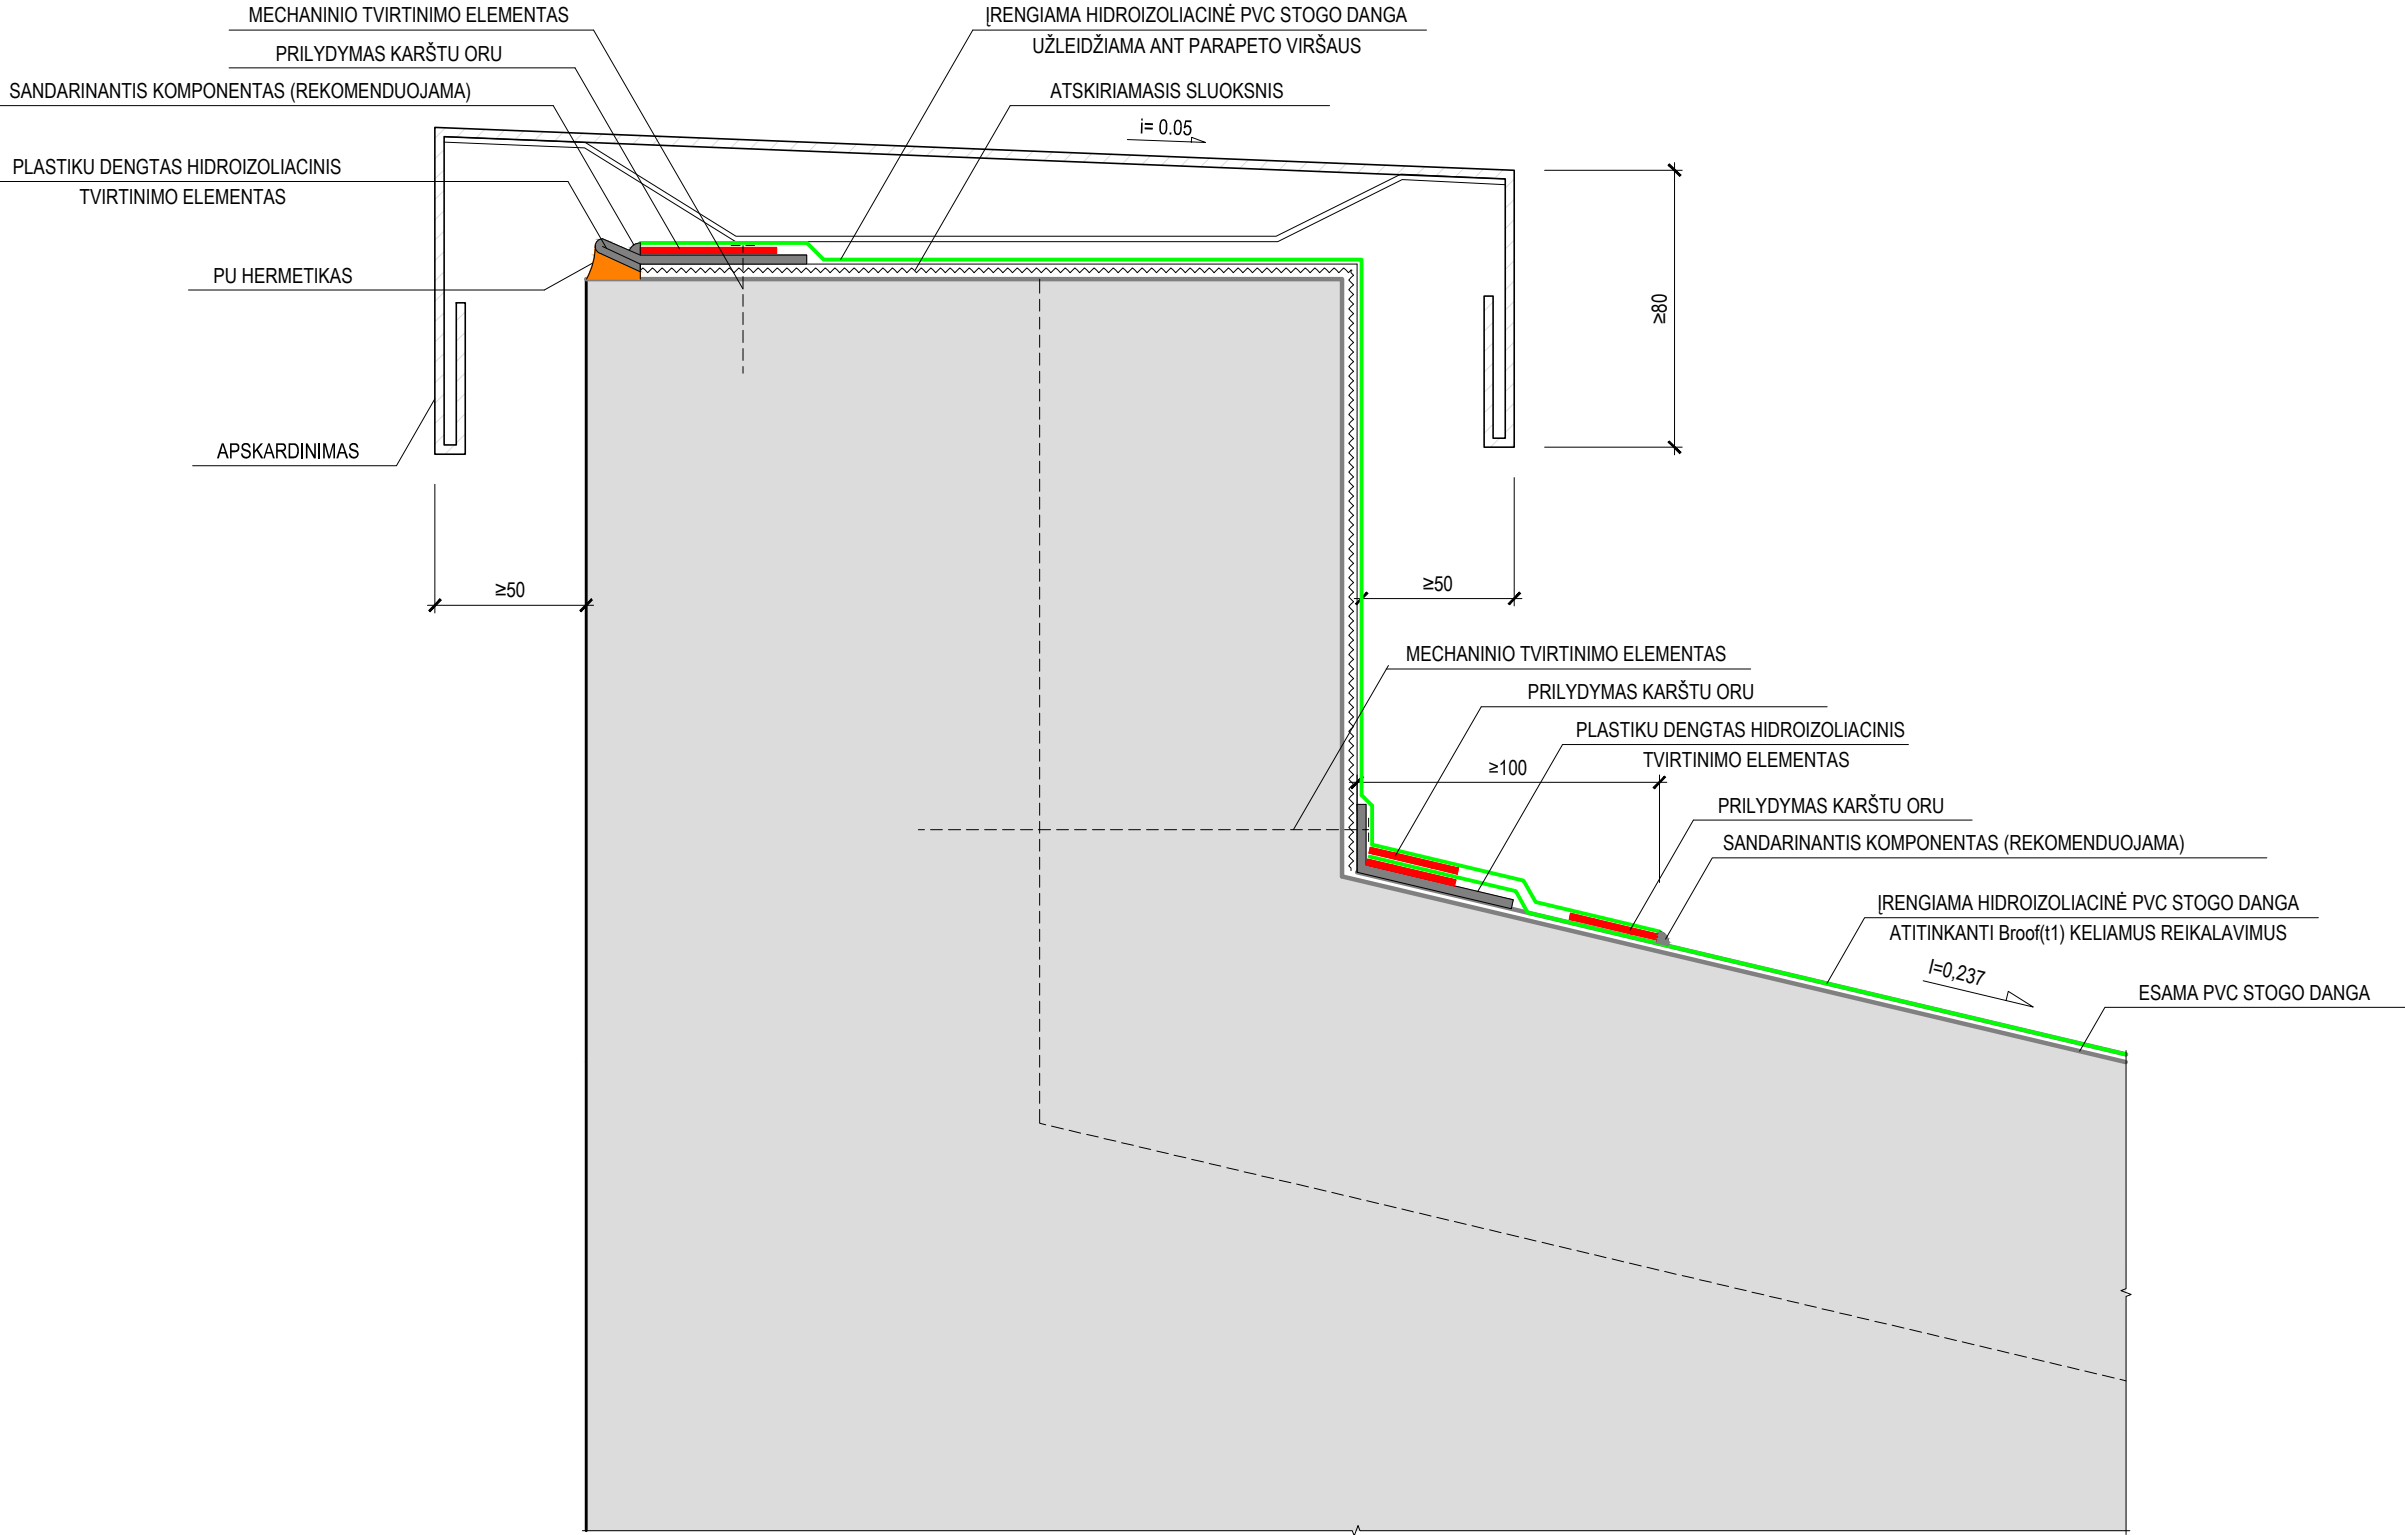 MECHANINIO TVIRTINIMO ELEMENTAS
PRILYDYMAS KARŠTU ORU
SANDARINANTIS KOMPONENTAS (REKOMENDUOJAMA)
PLASTIKU DENGTAS HIDROIZOLIACINIS
TVIRTINIMO ELEMENTAS
PU HERMETIKAS
APSKARDINIMAS
ĮRENGIAMA HIDROIZOLIACINĖ PVC STOGO DANGA
UŽLEIDŽIAMA ANT PARAPETO VIRŠAUS
ATSKIRIAMASIS SLUOKSNIS
i= 0.05
≥80
≥50
≥50
MECHANINIO TVIRTINIMO ELEMENTAS
PRILYDYMAS KARŠTU ORU
PLASTIKU DENGTAS HIDROIZOLIACINIS
TVIRTINIMO ELEMENTAS
≥100
PRILYDYMAS KARŠTU ORU
SANDARINANTIS KOMPONENTAS (REKOMENDUOJAMA)
ĮRENGIAMA HIDROIZOLIACINĖ PVC STOGO DANGA
ATITINKANTI Broof(t1) KELIAMUS REIKALAVIMUS
I=0,237
ESAMA PVC STOGO DANGA